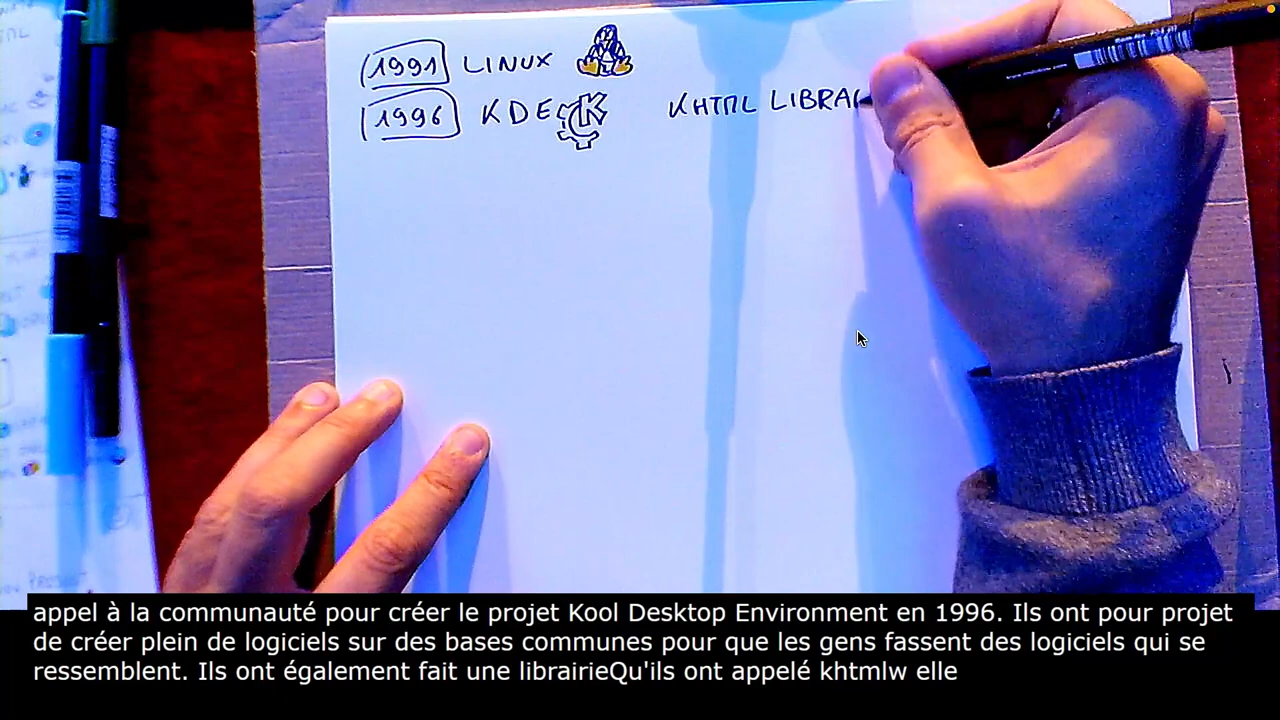 1991 LINUX
1996 KDE K KHTML LIBRA
appel à la communauté pour créer le projet Kool Desktop Environment en 1996. Ils ont pour projet
de créer plein de logiciels sur des bases communes pour que les gens fassent des logiciels qui se
ressemblent. Ils ont également fait une librairieQu'ils ont appelé khtmlw elle